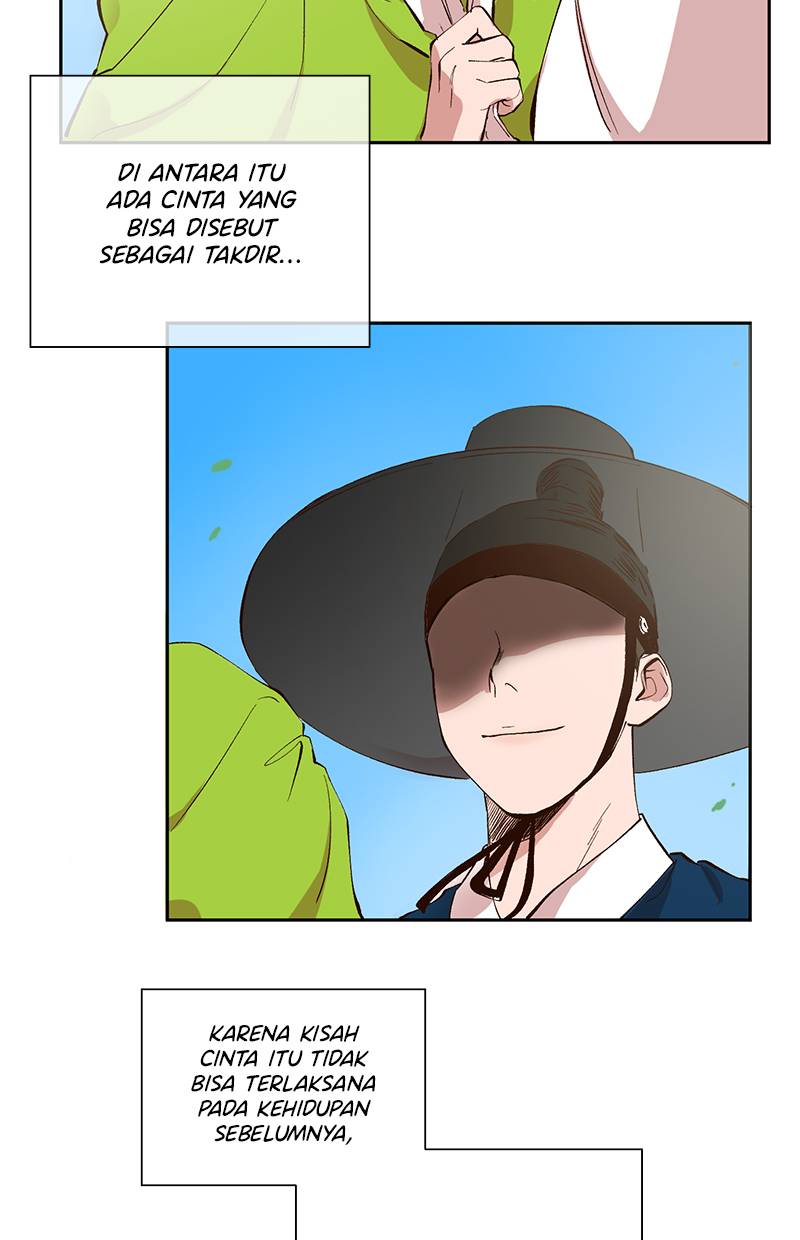 DI ANTARA ITU
ADA CINTA YANG
BISA DISEBUT
SEBAGAI TAKDIR...
KARENA KISAH
CINTA ITU TIDAK
BISA TERLAKSANA
PADA KEHIDUPAN
SEBELUMNYA,